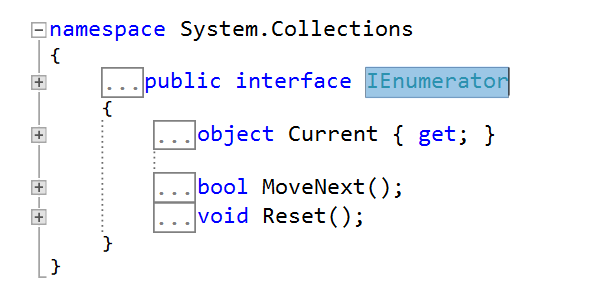 namespace System.Collections
{
...public interface IEnumerator
{
...object Current { get; }
...bool MoveNext();
...void Reset();
}
}